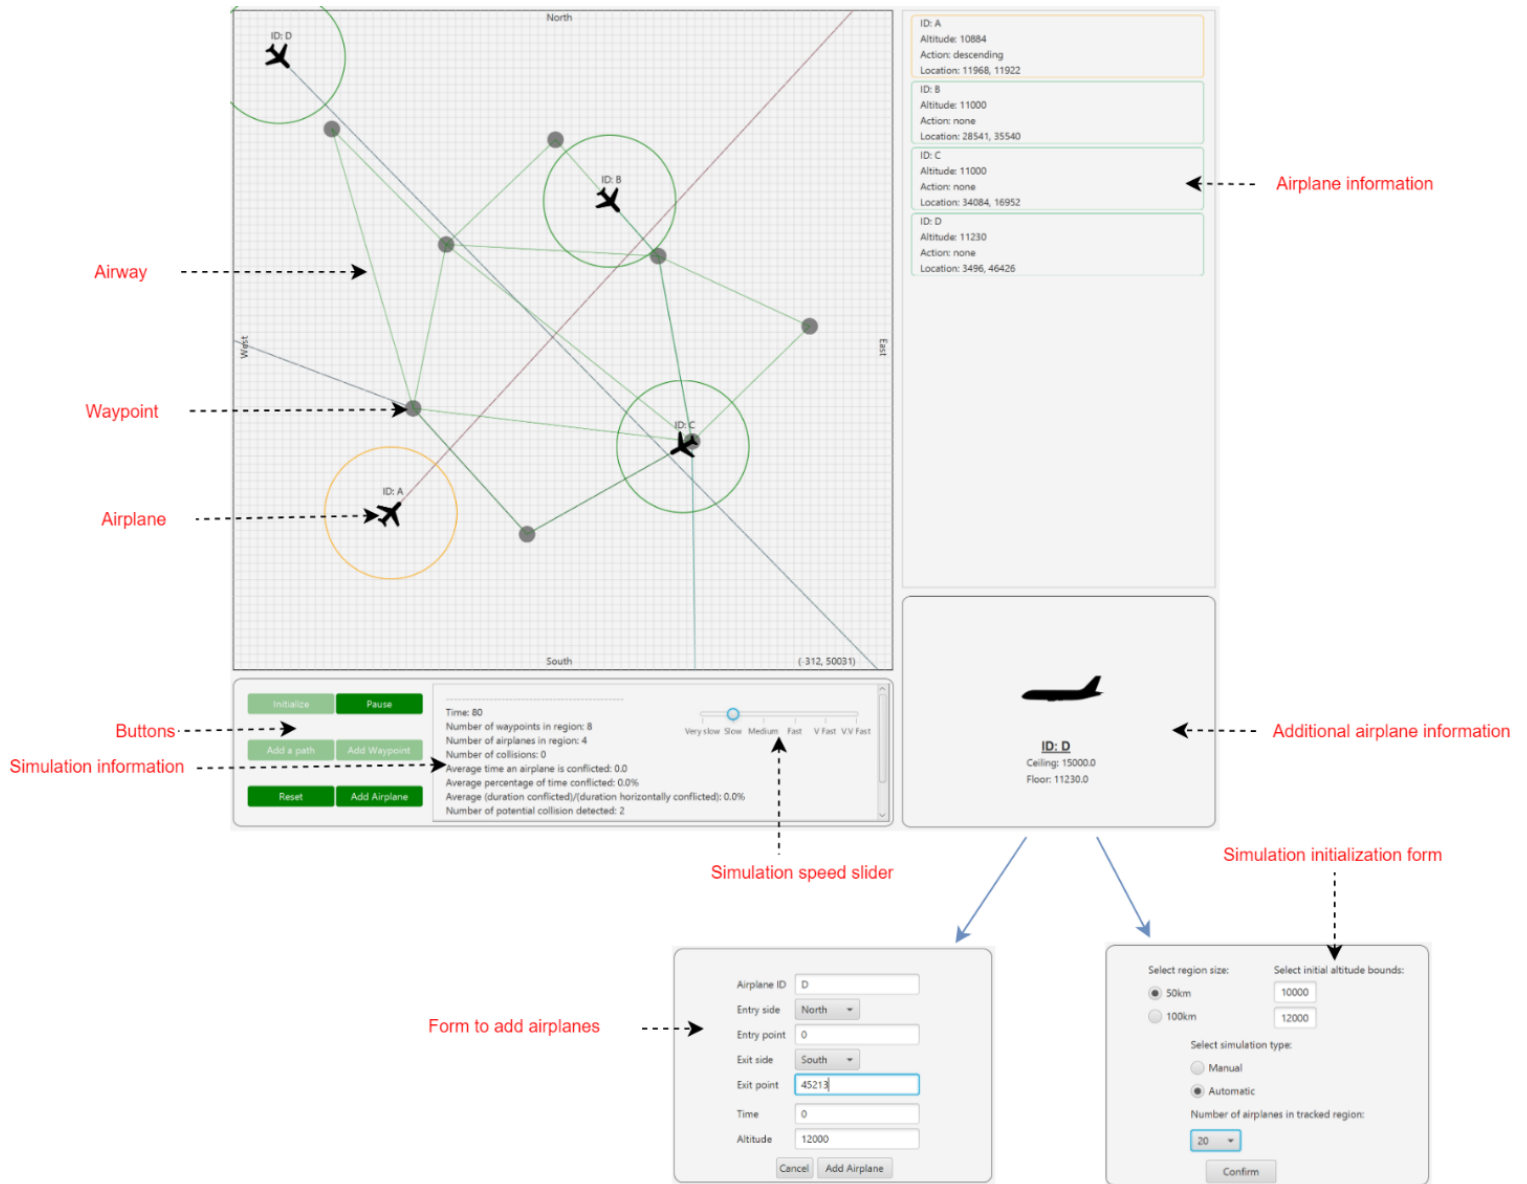 North
ID: D
ID: B
West
East
ID: C
ID: A
South
(-312, 50031)
ID: A
Altitude: 10884
Action: descending
Location: 11968, 11922
ID: B
Altitude: 11000
Action: none
Location: 28541, 35540
ID: C
Altitude: 11000
Action: none
Location: 34084, 16952
ID: D
Altitude: 11230
Action: none
Location: 3496, 46426
Airplane information
Airway
Waypoint
Airplane
Buttons
Simulation information
Initialize
Pause
Add a path
Add Waypoint
Reset
Add Airplane
Time: 80
Number of waypoints in region: 8
Number of airplanes in region: 4
Number of collisions: 0
Average time an airplane is conflicted: 0.0
Average percentage of time conflicted: 0.0%
Average (duration conflicted)/(duration horizontally conflicted): 0.0%
Number of potential collision detected: 2
Very slow Slow Medium Fast V Fast V.V Fast
ID: D
Ceiling: 15000.0
Floor: 11230.0
Additional airplane information
Simulation speed slider
Simulation initialization form
Form to add airplanes
Airplane ID D
Entry side North
Entry point 0
Exit side South
Exit point 45213
Time 0
Altitude 12000
Cancel Add Airplane
Select region size:
50km
100km
Select initial altitude bounds:
10000
12000
Select simulation type:
Manual
Automatic
Number of airplanes in tracked region:
20
Confirm